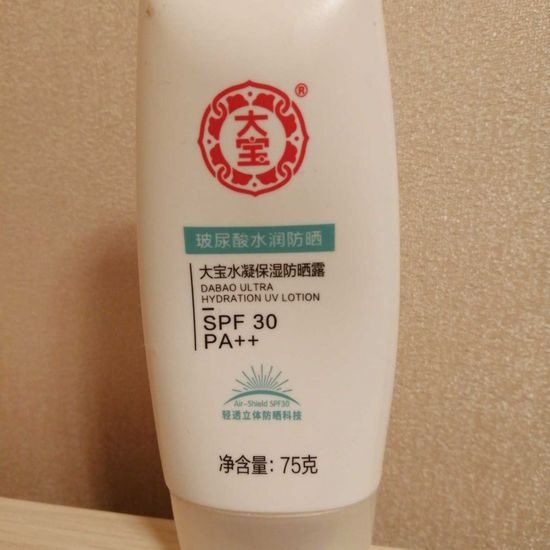 大宝®
玻尿酸水润防晒
大宝水凝保湿防晒露
DABAO ULTRA
HYDRATION UV LOTION
SPF 30
PA++
Air-Shield SPF30
轻透立体防晒科技
净含量：75克